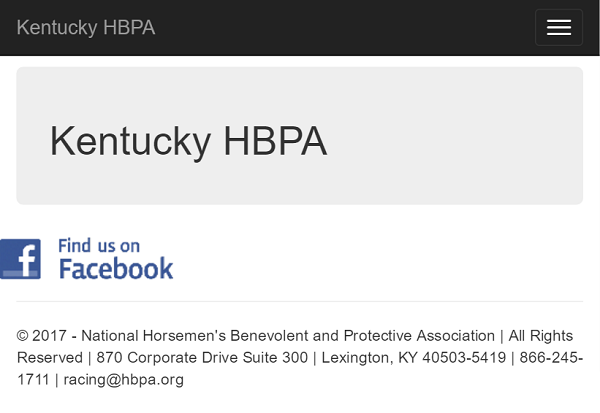 Kentucky HBPA
Kentucky HBPA
Find us on
Facebook
© 2017 - National Horsemen's Benevolent and Protective Association | All Rights
Reserved | 870 Corporate Drive Suite 300 | Lexington, KY 40503-5419 | 866-245-
1711 | racing@hbpa.org